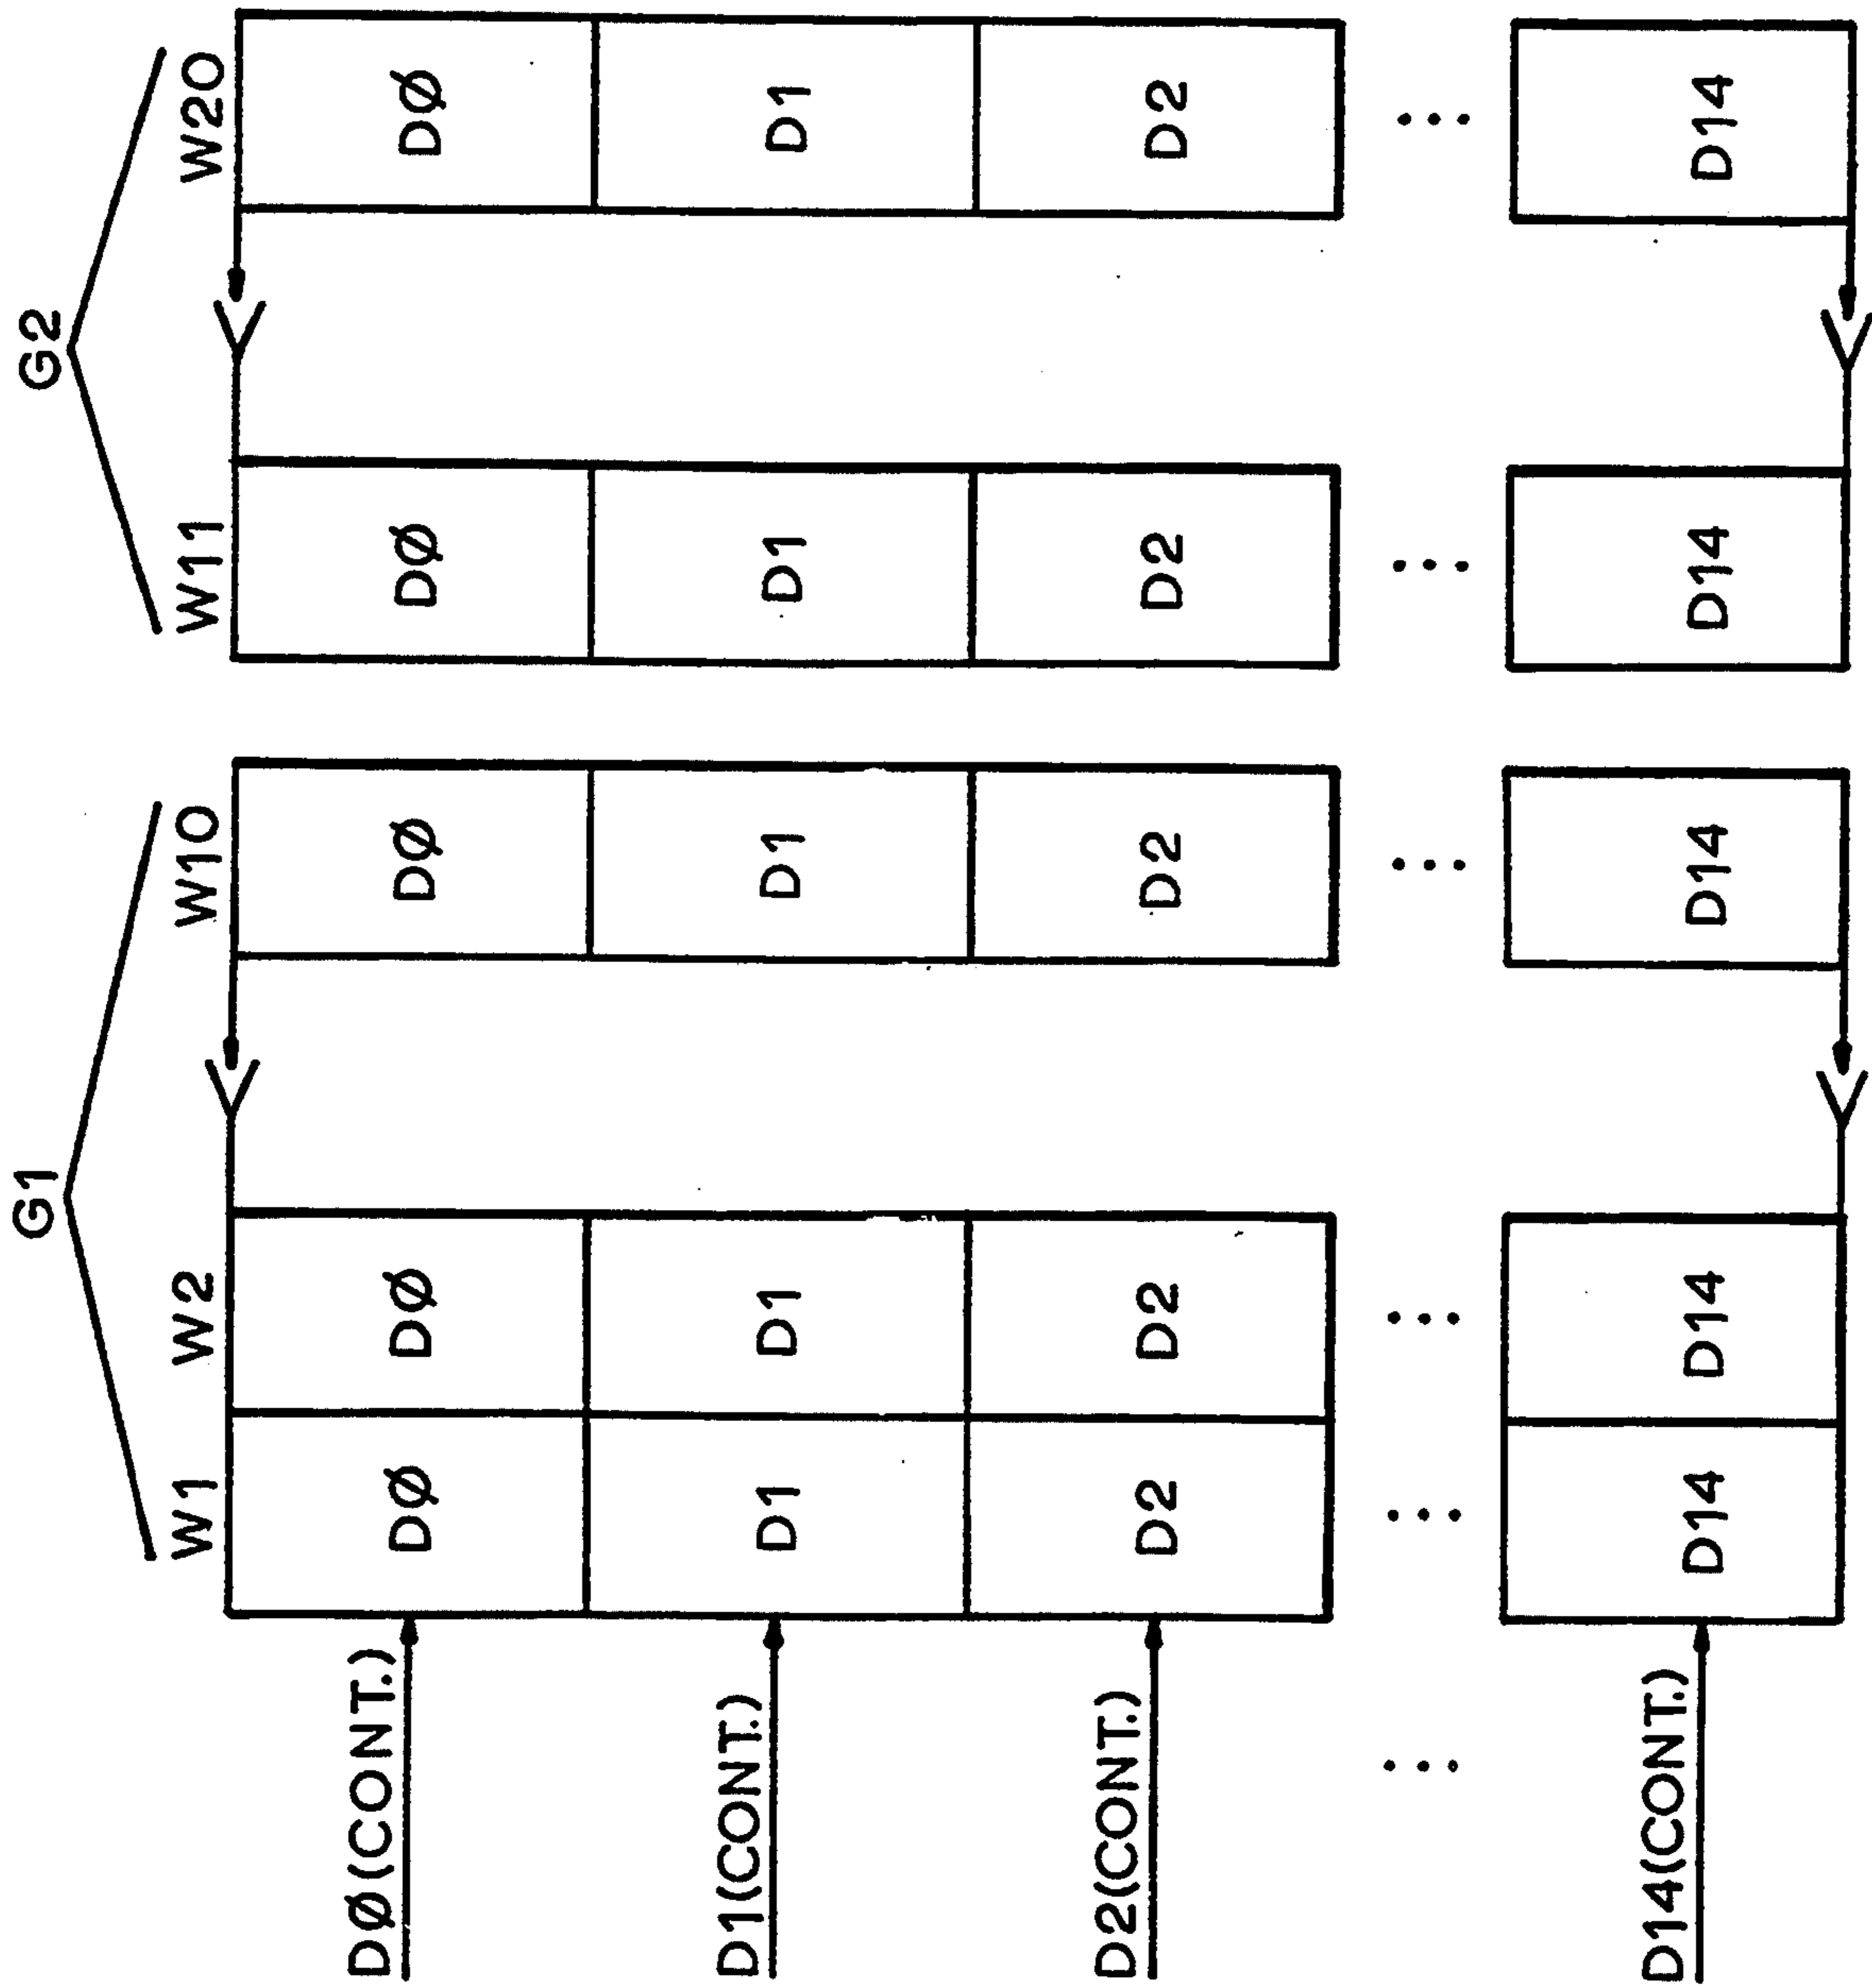 G1 G2
W1 W2 W10 W11 W20
DØ(CONT.) DØ DØ DØ DØ DØ
D1(CONT.) D1 D1 D1 D1 D1
D2(CONT.) D2 D2 D2 D2 D2
... ... ... ... ... ...
D14(CONT.) D14 D14 D14 D14 D14